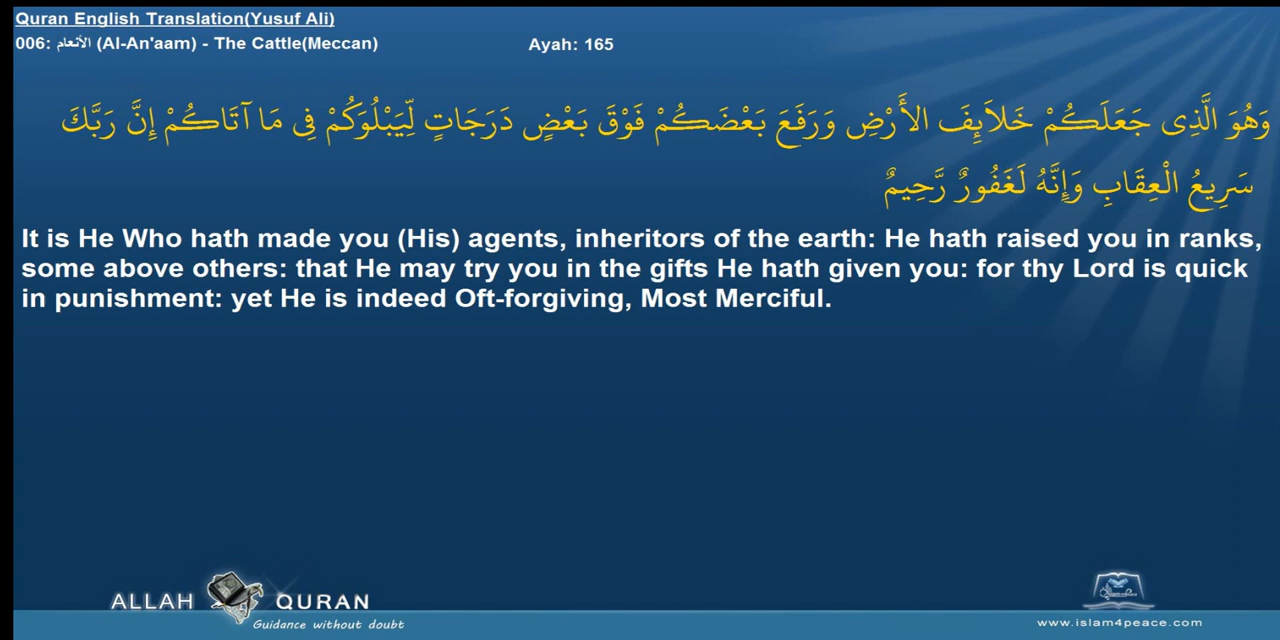 Quran English Translation(Yusuf Ali)
006: الأنعام (Al-An'aam) - The Cattle(Meccan)
Ayah: 165
وَهُوَ الَّذِى جَعَلَكُمْ خَلاَئِفَ الأَرْضِ وَرَفَعَ بَعْضَكُمْ فَوْقَ بَعْضٍ دَرَجَاتٍ لِّيَبْلُوَكُمْ فِى مَا آتَاكُمْ إِنَّ رَبَّكَ
سَرِيعُ الْعِقَابِ وَإِنَّهُ لَغَفُورٌ رَّحِيمٌ
It is He Who hath made you (His) agents, inheritors of the earth: He hath raised you in ranks,
some above others: that He may try you in the gifts He hath given you: for thy Lord is quick
in punishment: yet He is indeed Oft-forgiving, Most Merciful.
ALLAH QURAN
Guidance without doubt
www.islam4peace.com